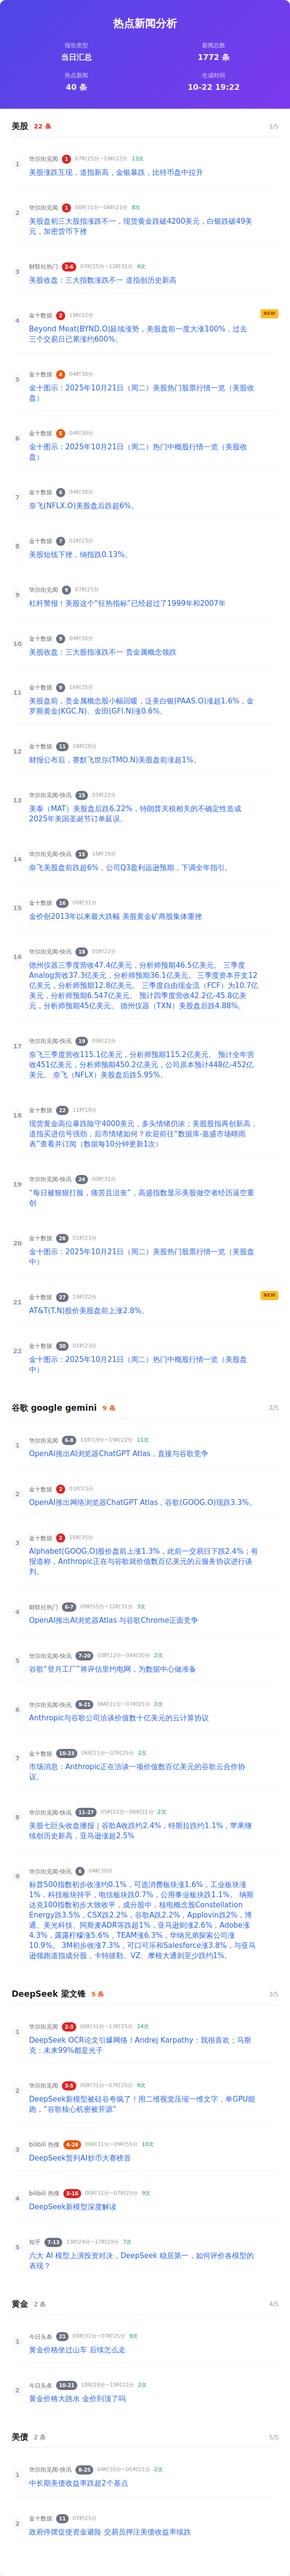 热点新闻分析
报告类型
新闻总数
当日汇总
1772 条
热点新闻
生成时间
40 条
10-22 19:22
美股 22 条 1/5
1 华尔街见闻 1 07时25分~19时22分 13次
美股涨跌互现，道指新高，金银暴跌，比特币盘中拉升
2 华尔街见闻 1 00时31分~06时21分 8次
美股盘初三大股指涨跌不一，现货黄金跌破4200美元，白银跌破49美
元，加密货币下挫
3 财联社热门 2-6 07时25分~12时31分 4次
美股收盘：三大指数涨跌不一 道指创历史新高
4 金十数据 2 19时22分 NEW
Beyond Meat(BYND.O)延续涨势，美股盘前一度大涨100%，过去
三个交易日已累涨约600%。
5 金十数据 4 04时30分
金十图示：2025年10月21日（周二）美股热门股票行情一览（美股收
盘）
6 金十数据 5 04时30分
金十图示：2025年10月21日（周二）热门中概股行情一览（美股收
盘）
7 金十数据 6 04时30分
奈飞(NFLX.O)美股盘后跌超6%。
8 金十数据 7 01时23分
美股短线下挫，纳指跌0.13%。
9 华尔街见闻 9 07时25分
杠杆警报！美股这个“狂热指标”已经超过了1999年和2007年
10 金十数据 9 04时30分
美股收盘：三大股指涨跌不一 贵金属概念领跌
11 金十数据 9 16时35分
美股盘前，贵金属概念股小幅回暖，泛美白银(PAAS.O)涨超1.6%，金
罗斯黄金(KGC.N)、金田(GFI.N)涨0.6%。
12 金十数据 11 18时28分
财报公布后，赛默飞世尔(TMO.N)美股盘前涨超1%。
13 华尔街见闻-快讯 15 05时22分
美泰（MAT）美股盘后跌6.22%，特朗普关税相关的不确定性造成
2025年美国圣诞节订单延误。
14 华尔街见闻-快讯 15 16时35分
奈飞美股盘前跌超6%，公司Q3盈利远逊预期，下调全年指引。
15 金十数据 16 00时31分
金价创2013年以来最大跌幅 美股黄金矿商股集体重挫
16 华尔街见闻-快讯 18 05时22分
德州仪器三季度营收47.4亿美元，分析师预期46.5亿美元。 三季度
Analog营收37.3亿美元，分析师预期36.1亿美元。 三季度资本开支12
亿美元，分析师预期12.8亿美元。 三季度自由现金流（FCF）为10.7亿
美元，分析师预期6.547亿美元。 预计四季度营收42.2亿-45.8亿美
元，分析师预期45亿美元。 德州仪器（TXN）美股盘后跌4.88%。
17 华尔街见闻-快讯 19 05时22分
奈飞三季度营收115.1亿美元，分析师预期115.2亿美元。 预计全年营
收451亿美元，分析师预期450.2亿美元，公司原本预计448亿-452亿
美元。 奈飞（NFLX）美股盘后跌5.95%。
18 金十数据 22 11时19分
现货黄金高位暴跌险守4000美元，多头情绪仍浓；美股股指再创新高，
道指买进信号强劲，后市情绪如何？欢迎前往“数据库-嘉盛市场晴雨
表”查看并订阅（数据每10分钟更新1次）
19 华尔街见闻-快讯 24 00时31分
“每日被狠狠打脸，痛苦且沮丧”，高盛指数显示美股做空者经历逼空重
创
20 金十数据 26 01时23分
金十图示：2025年10月21日（周二）美股热门股票行情一览（美股盘
中）
21 金十数据 27 19时22分 NEW
AT&T(T.N)股价美股盘前上涨2.8%。
22 金十数据 30 01时23分
金十图示：2025年10月21日（周二）热门中概股行情一览（美股盘
中）
谷歌 google gemini 9 条 2/5
1 华尔街见闻 6-8 11时19分~19时22分 11次
OpenAI推出AI浏览器ChatGPT Atlas，直接与谷歌竞争
2 金十数据 2 01时23分
OpenAI推出网络浏览器ChatGPT Atlas，谷歌(GOOG.O)现跌3.3%。
3 金十数据 2 16时35分
Alphabet(GOOG.O)股价盘前上涨1.3%，此前一交易日下跌2.4%；有
报道称，Anthropic正在与谷歌就价值数百亿美元的云服务协议进行谈
判。
4 财联社热门 6-7 09时55分~12时31分 3次
OpenAI推出AI浏览器Atlas 与谷歌Chrome正面竞争
5 华尔街见闻-快讯 7-20 03时22分~04时30分 2次
谷歌“登月工厂”将评估里约电网，为数据中心做准备
6 华尔街见闻-快讯 9-21 06时21分~07时25分 2次
Anthropic与谷歌公司洽谈价值数十亿美元的云计算协议
7 金十数据 10-23 06时21分~07时25分 2次
市场消息：Anthropic正在洽谈一项价值数百亿美元的谷歌云合作协
议。
8 华尔街见闻-快讯 11-27 05时22分~06时21分 2次
美股七巨头收盘播报｜谷歌A收跌约2.4%，特斯拉跌约1.1%，苹果继
续创历史新高，亚马逊涨超2.5%
9 华尔街见闻-快讯 6 04时30分
标普500指数初步收涨约0.1%，可选消费板块涨1.6%，工业板块涨
1%，科技板块持平，电信板块跌0.7%，公用事业板块跌1.1%。 纳斯
达克100指数初步大致收平，成分股中，核电概念股Constellation
Energy跌3.5%，CSX跌2.2%，谷歌A跌2.2%，Applovin跌2%，博
通、美光科技、阿斯麦ADR等跌超1%，亚马逊则涨2.6%，Adobe涨
4.3%，露露柠檬涨5.6%，TEAM涨6.3%，华纳兄弟探索公司涨
10.9%。 3M初步收涨7.3%，可口可乐和Salesforce涨3.8%，与亚马
逊领跑道指成分股，卡特彼勒、VZ、摩根大通则至少跌约1%。
DeepSeek 梁文锋 5 条 3/5
1 华尔街见闻 2-3 00时31分~13时25分 14次
DeepSeek OCR论文引爆网络！Andrej Karpathy：我很喜欢；马斯
克：未来99%都是光子
2 华尔街见闻 3-5 00时31分~07时25分 9次
DeepSeek新模型被硅谷夸疯了！用二维视觉压缩一维文字，单GPU能
跑，“谷歌核心机密被开源”
3 bilibili 热搜 4-26 00时31分~09时55分 10次
DeepSeek暂列AI炒币大赛榜首
4 bilibili 热搜 3-16 00时31分~07时25分 9次
DeepSeek新模型深度解读
5 知乎 7-13 13时24分~17时29分 7次
六大 AI 模型上演投资对决，DeepSeek 稳居第一，如何评价各模型的
表现？
黄金 2 条 4/5
1 今日头条 21 00时31分~07时25分 9次
黄金价格坐过山车 后续怎么走
2 今日头条 10-21 18时28分~19时22分 2次
黄金价格大跳水 金价到顶了吗
美债 2 条 5/5
1 华尔街见闻-快讯 8-25 04时30分~05时22分 2次
中长期美债收益率跌超2个基点
2 金十数据 11 07时25分
政府停摆促使资金避险 交易员押注美债收益率续跌